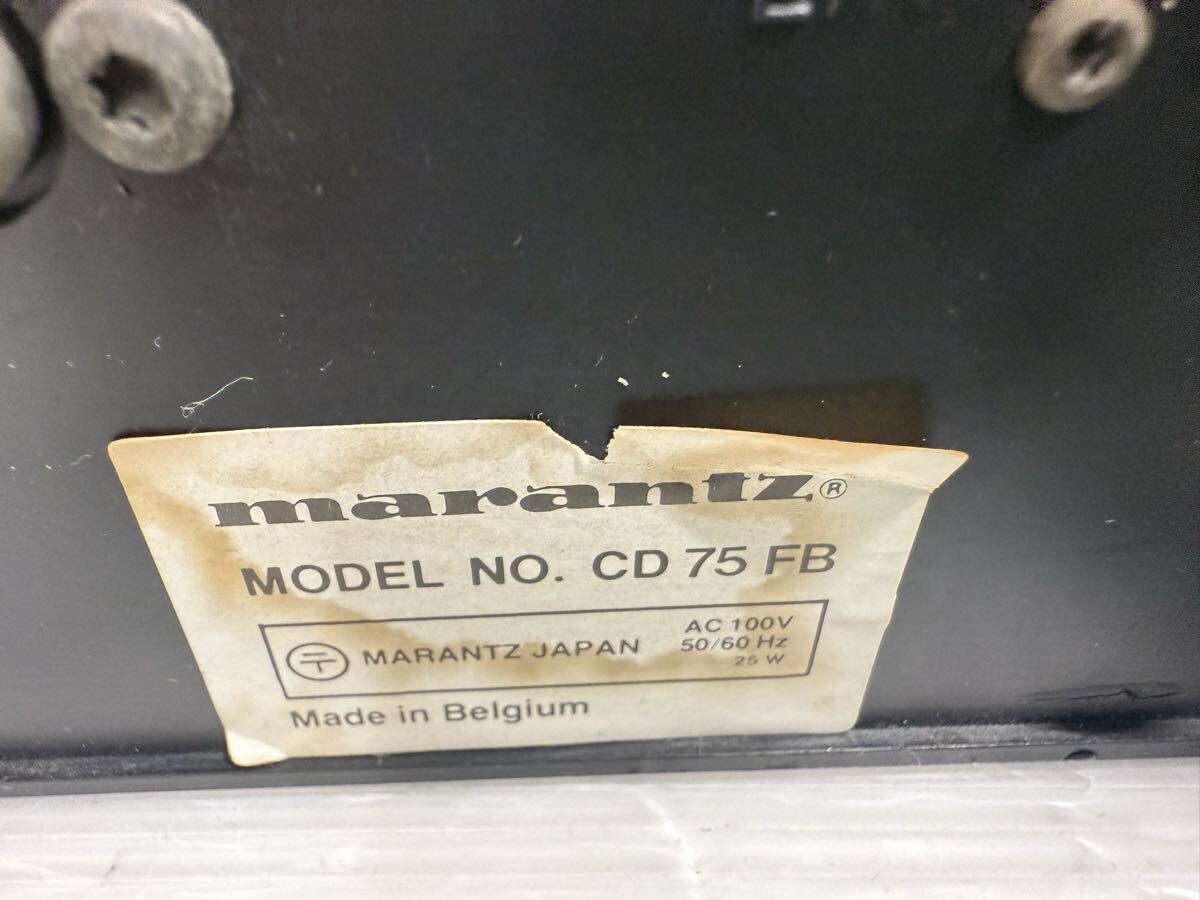 marantz®
MODEL NO. CD 75 FB
〒 MARANTZ JAPAN
AC 100V
50/60 Hz
25 W
Made in Belgium